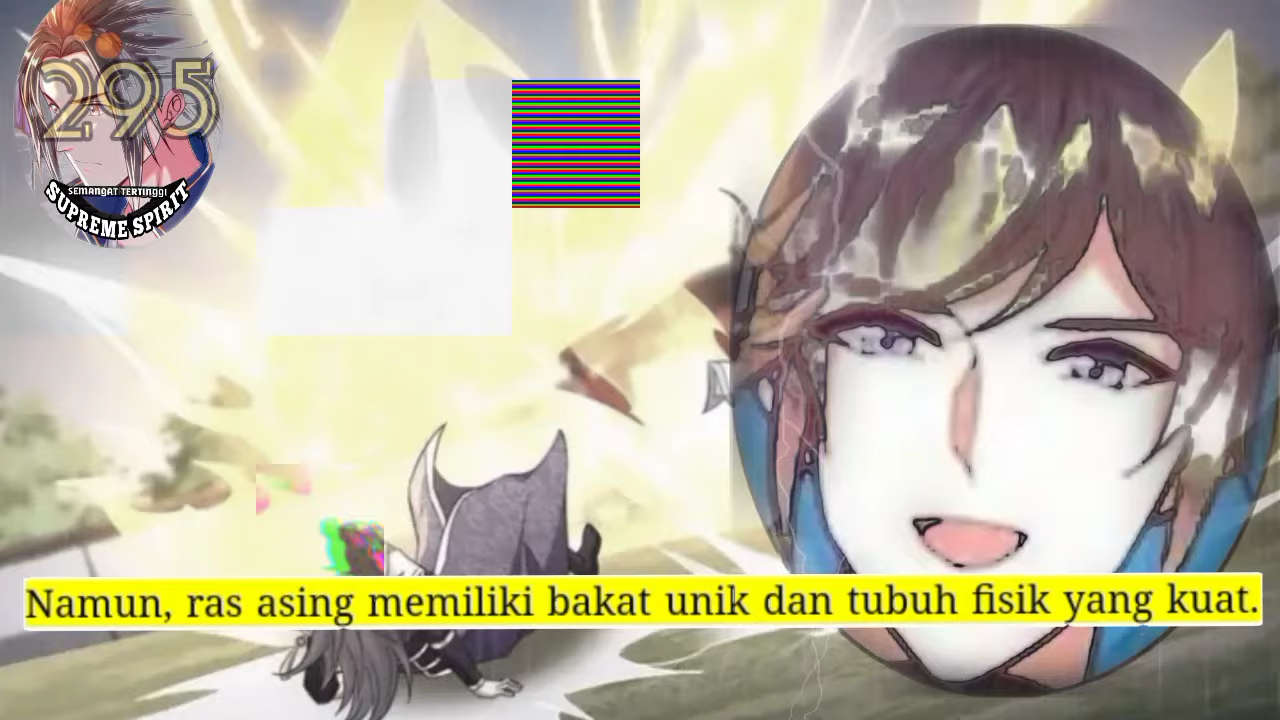 295
SEMANGAT TERTINGGI
SUPREME SPIRIT
Namun, ras asing memiliki bakat unik dan tubuh fisik yang kuat.